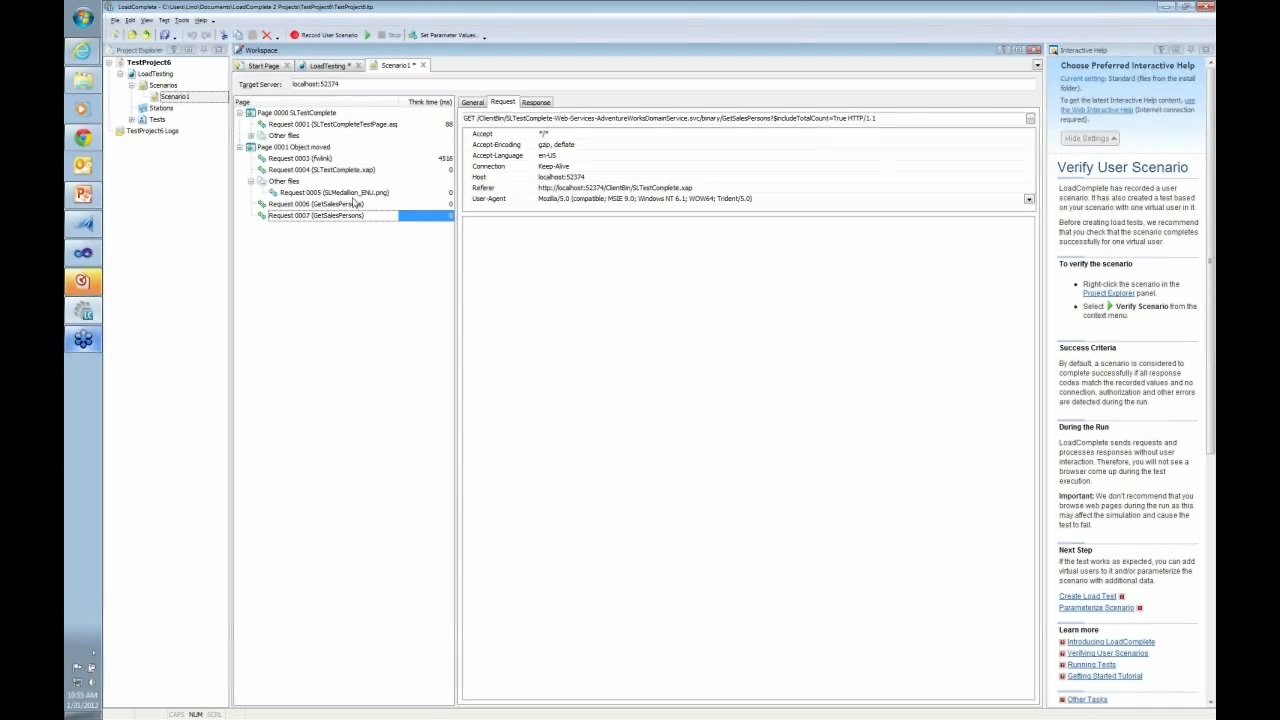 LoadComplete - C:\Users\Lino\Documents\LoadComplete 2 Projects\TestProject6\TestProject6.ltp
File Edit View Test Tools Help
Record User Scenario Stop Set Parameter Values...
Project Explorer
TestProject6
LoadTesting
Scenarios
Scenario1
Stations
Tests
TestProject6 Logs
Workspace
Start Page LoadTesting * Scenario1 *
Target Server: localhost:52374
Page Think time (ms)
Page 0000 SLTestComplete
Request 0001 (SLTestCompleteTestPage.asp 88
Other files
Page 0001 Object moved
Request 0003 (fwlink) 4516
Request 0004 (SLTestComplete.xap) 0
Other files
Request 0005 (SLMedallion_ENU.png) 0
Request 0006 (GetSalesPersons) 0
Request 0007 (GetSalesPersons) 0
General Request Response
GET /ClientBin/SLTestComplete-Web-Services-AdventureWorksDomainService.svc/binary/GetSalesPersons?$includeTotalCount=True HTTP/1.1
Accept */*
Accept-Encoding gzip, deflate
Accept-Language en-US
Connection Keep-Alive
Host localhost:52374
Referer http://localhost:52374/ClientBin/SLTestComplete.xap
User-Agent Mozilla/5.0 (compatible; MSIE 9.0; Windows NT 6.1; WOW64; Trident/5.0)
Interactive Help
Choose Preferred Interactive Help
Current setting: Standard (files from the install
folder).
To get the latest Interactive Help content, use
the Web Interactive Help (Internet connection
required).
Hide Settings
Verify User Scenario
LoadComplete has recorded a user
scenario. It has also created a test based
on your scenario with one virtual user in it.
Before creating load tests, we recommend
that you check that the scenario completes
successfully for one virtual user.
To verify the scenario
Right-click the scenario in the
Project Explorer panel.
Select Verify Scenario from the
context menu.
Success Criteria
By default, a scenario is considered to
complete successfully if all response
codes match the recorded values and no
connection, authorization and other errors
are detected during the run.
During the Run
LoadComplete sends requests and
processes responses without user
interaction. Therefore, you will not see a
browser come up during the test
execution.
Important: We don't recommend that you
browse web pages during the run as this
may affect the simulation and cause the
test to fail.
Next Step
If the test works as expected, you can add
virtual users to it and/or parameterize the
scenario with additional data.
Create Load Test
Parameterize Scenario
Learn more
Introducing LoadComplete
Verifying User Scenarios
Running Tests
Getting Started Tutorial
Other Tasks
10:55 AM
1/31/2012
CAPS NUM SCRL